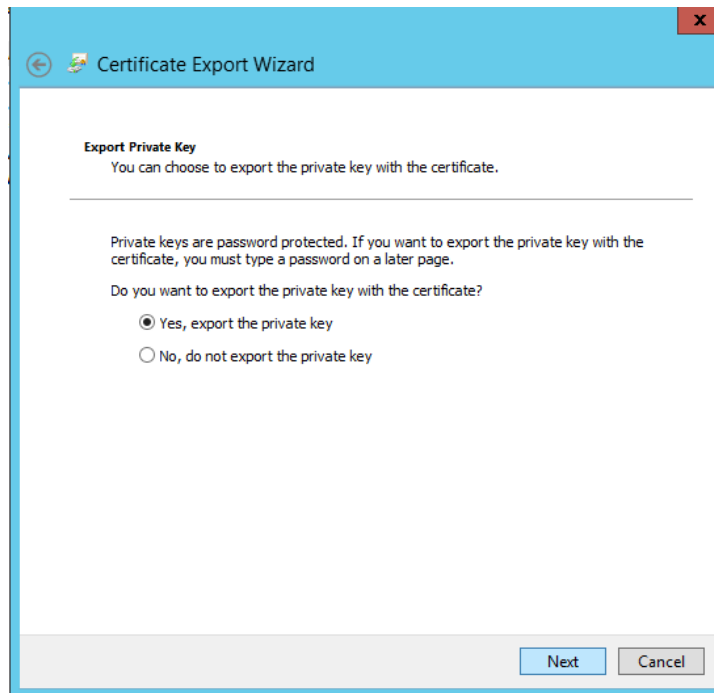 x
Certificate Export Wizard
Export Private Key
You can choose to export the private key with the certificate.
Private keys are password protected. If you want to export the private key with the
certificate, you must type a password on a later page.
Do you want to export the private key with the certificate?
Yes, export the private key
No, do not export the private key
Next Cancel